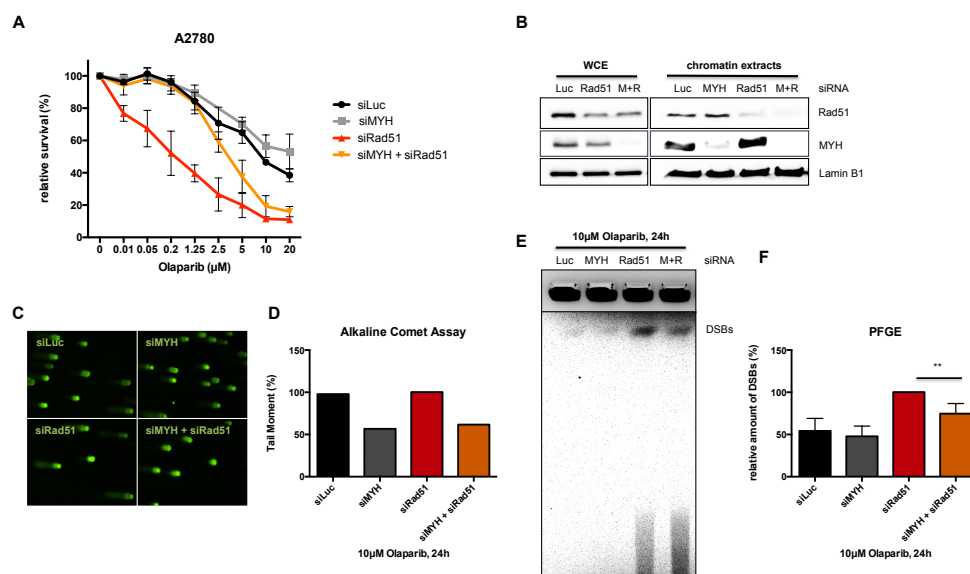 A
A2780
relative survival (%)
100
80
60
40
20
0
0 0.01 0.05 0.2 1.25 2.5 5 10 20
Olaparib (µM)
siLuc
siMYH
siRad51
siMYH + siRad51
B
WCE chromatin extracts
Luc Rad51 M+R Luc MYH Rad51 M+R siRNA
Rad51
MYH
Lamin B1
C
siLuc siMYH
siRad51 siMYH + siRad51
D
Alkaline Comet Assay
Tail Moment (%)
150
100
50
0
siLuc siMYH siRad51 siMYH + siRad51
10µM Olaparib, 24h
E
10µM Olaparib, 24h
Luc MYH Rad51 M+R siRNA
DSBs
F
PFGE
relative amount of DSBs (%)
150
100
50
0
**
siLuc siMYH siRad51 siMYH + siRad51
10µM Olaparib, 24h